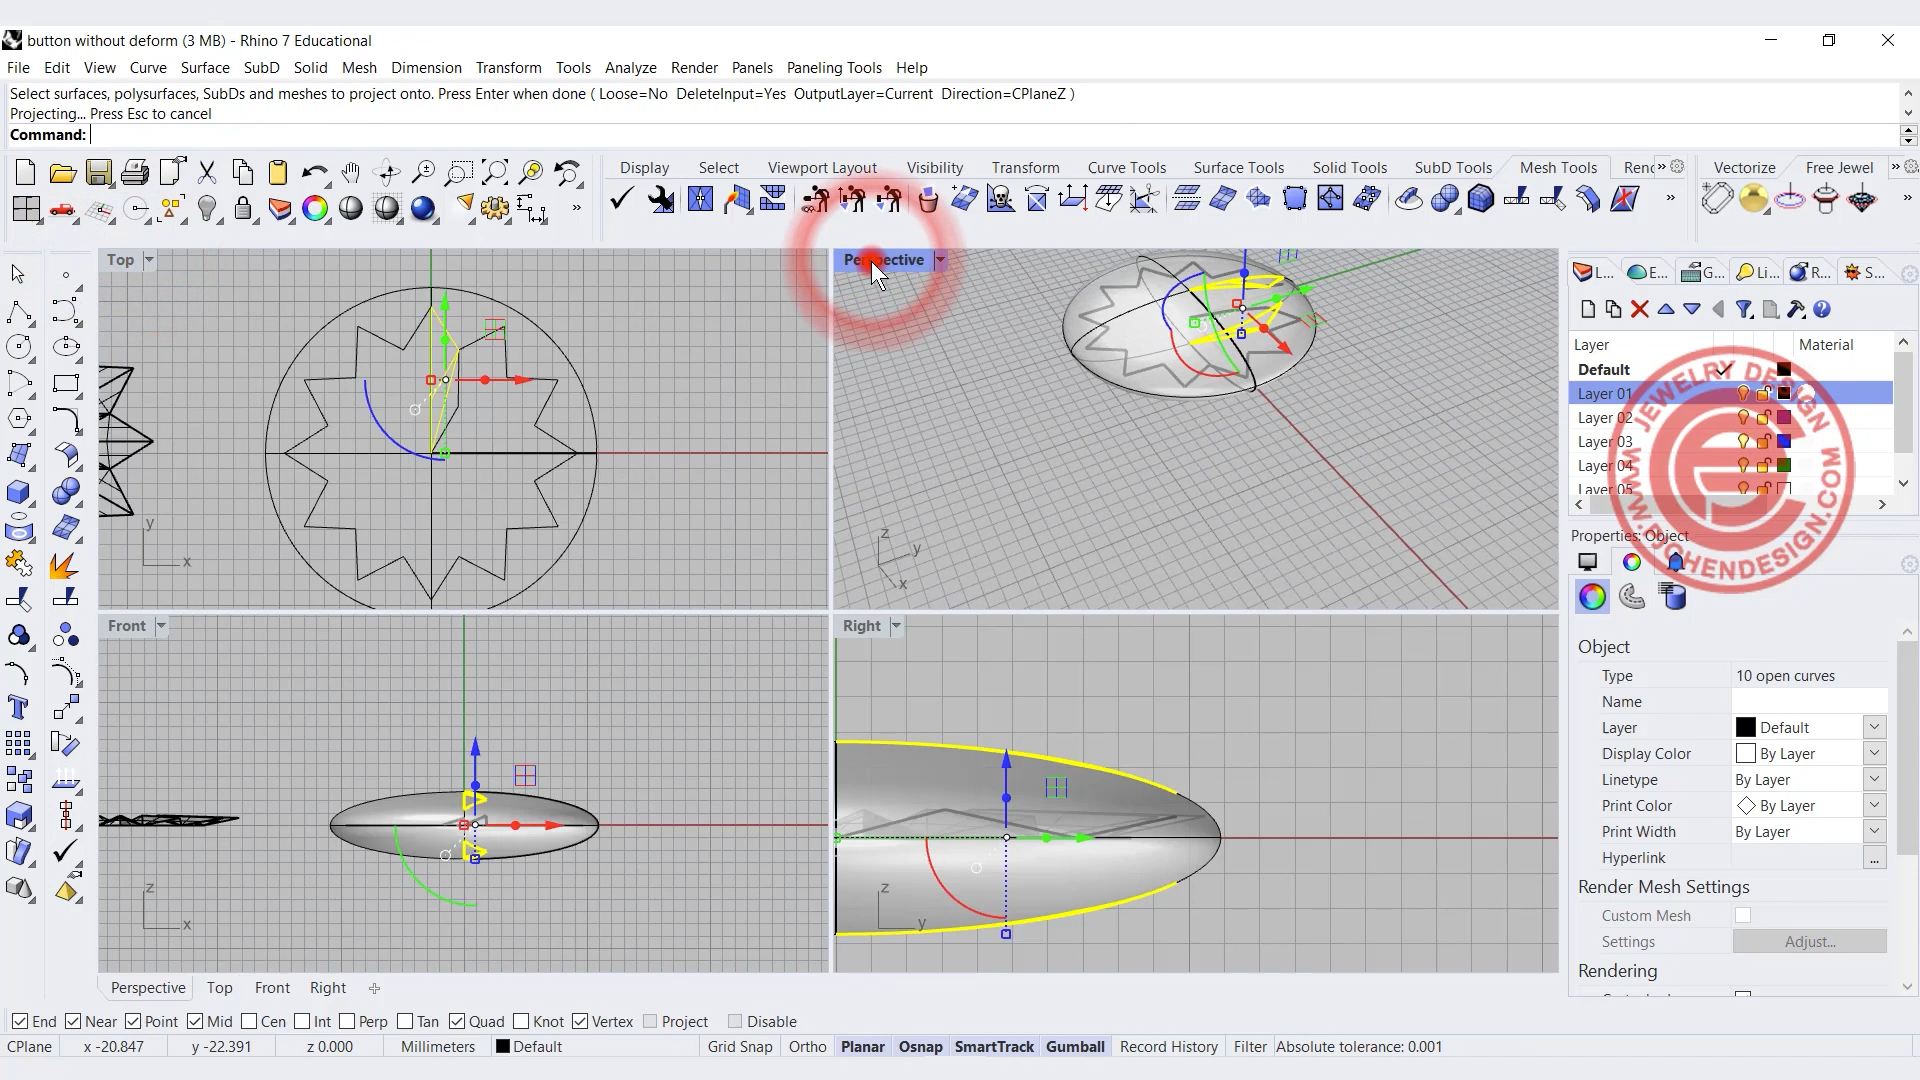 button without deform (3 MB) - Rhino 7 Educational
File Edit View Curve Surface SubD Solid Mesh Dimension Transform Tools Analyze Render Panels Paneling Tools Help
Select surfaces, polysurfaces, SubDs and meshes to project onto. Press Enter when done ( Loose=No DeleteInput=Yes OutputLayer=Current Direction=CPlaneZ )
Projecting... Press Esc to cancel
Command:
Display Select Viewport Layout Visibility Transform Curve Tools Surface Tools Solid Tools SubD Tools Mesh Tools Renc » Vectorize Free Jewel »
» » »
Top Perspective
L... E... G... Li... R... S...
Layer Material
Default
Layer 01
Layer 02
Layer 03
Layer 04
Layer 05
JEWELRY DESIGN
WWW.PJCHENDESIGN.COM
y x
z y x
Front Right
z x
z y
Properties: Object
Object
Type 10 open curves
Name
Layer Default
Display Color By Layer
Linetype By Layer
Print Color By Layer
Print Width By Layer
Hyperlink ...
Render Mesh Settings
Custom Mesh
Settings Adjust...
Rendering
Perspective Top Front Right
End Near Point Mid Cen Int Perp Tan Quad Knot Vertex Project Disable
CPlane x -20.847 y -22.391 z 0.000 Millimeters Default Grid Snap Ortho Planar Osnap SmartTrack Gumball Record History Filter Absolute tolerance: 0.001